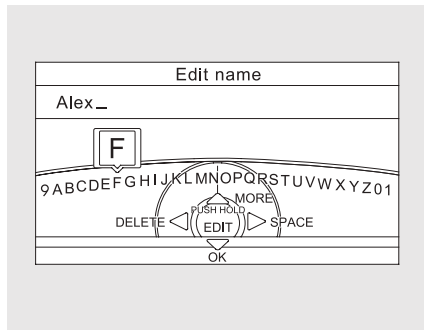 Edit name
Alex_
F
9ABCDEFGHIJKLMNOPQRSTUVWXYZ01
MORE
PUSH HOLD
DELETE EDIT SPACE
OK